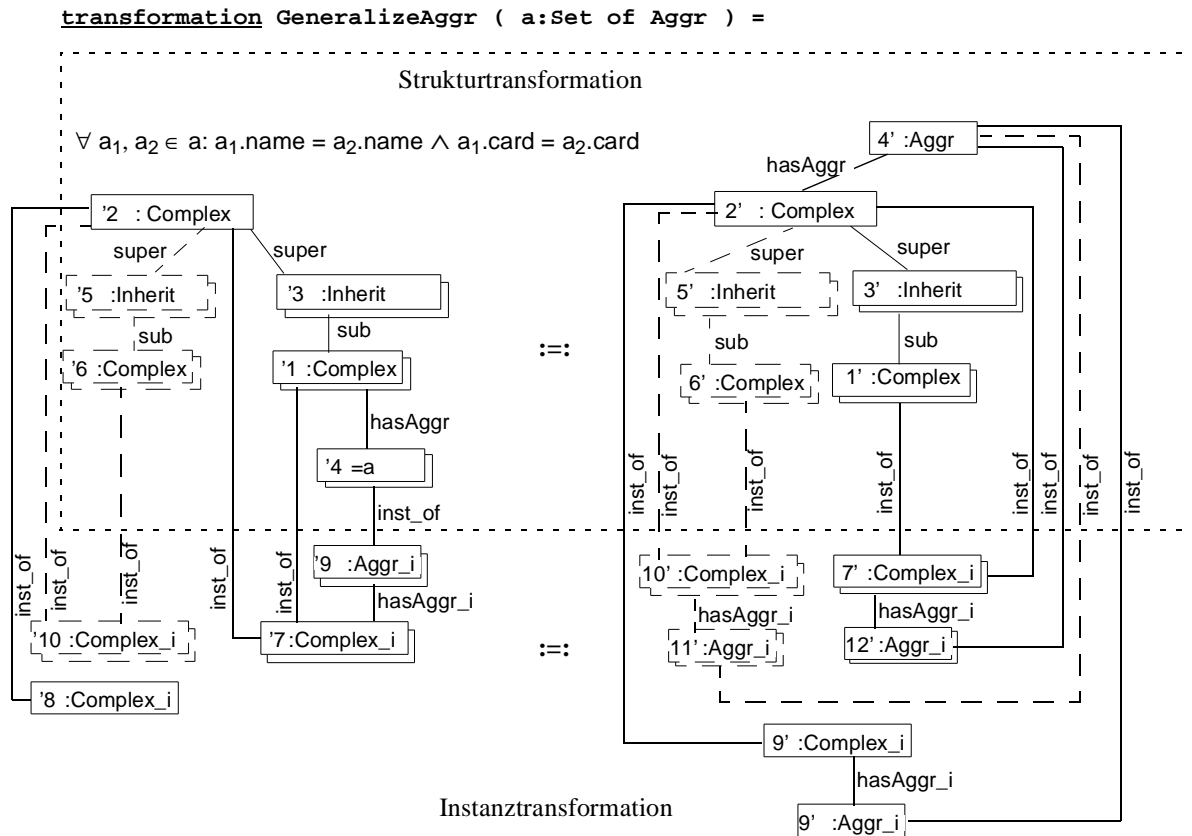 transformation GeneralizeAggr ( a:Set of Aggr ) =
Strukturtransformation
∀ a₁, a₂ ∈ a: a₁.name = a₂.name ∧ a₁.card = a₂.card
4’ :Aggr
hasAggr
’2 : Complex
2’ : Complex
super
super
super
super
’5 :Inherit
’3 :Inherit
5’ :Inherit
3’ :Inherit
sub
sub
sub
sub
’6 :Complex
’1 :Complex
:=:
6’ :Complex
1’ :Complex
hasAggr
’4 =a
inst_of
inst_of
inst_of
inst_of
inst_of
inst_of
inst_of
inst_of
inst_of
inst_of
inst_of
inst_of
inst_of
inst_of
’9 :Aggr_i
10’ :Complex_i
7’ :Complex_i
hasAggr_i
hasAggr_i
hasAggr_i
’10 :Complex_i
’7:Complex_i
:=:
11’ :Aggr_i
12’ :Aggr_i
’8 :Complex_i
9’ :Complex_i
hasAggr_i
Instanztransformation
9’ :Aggr_i